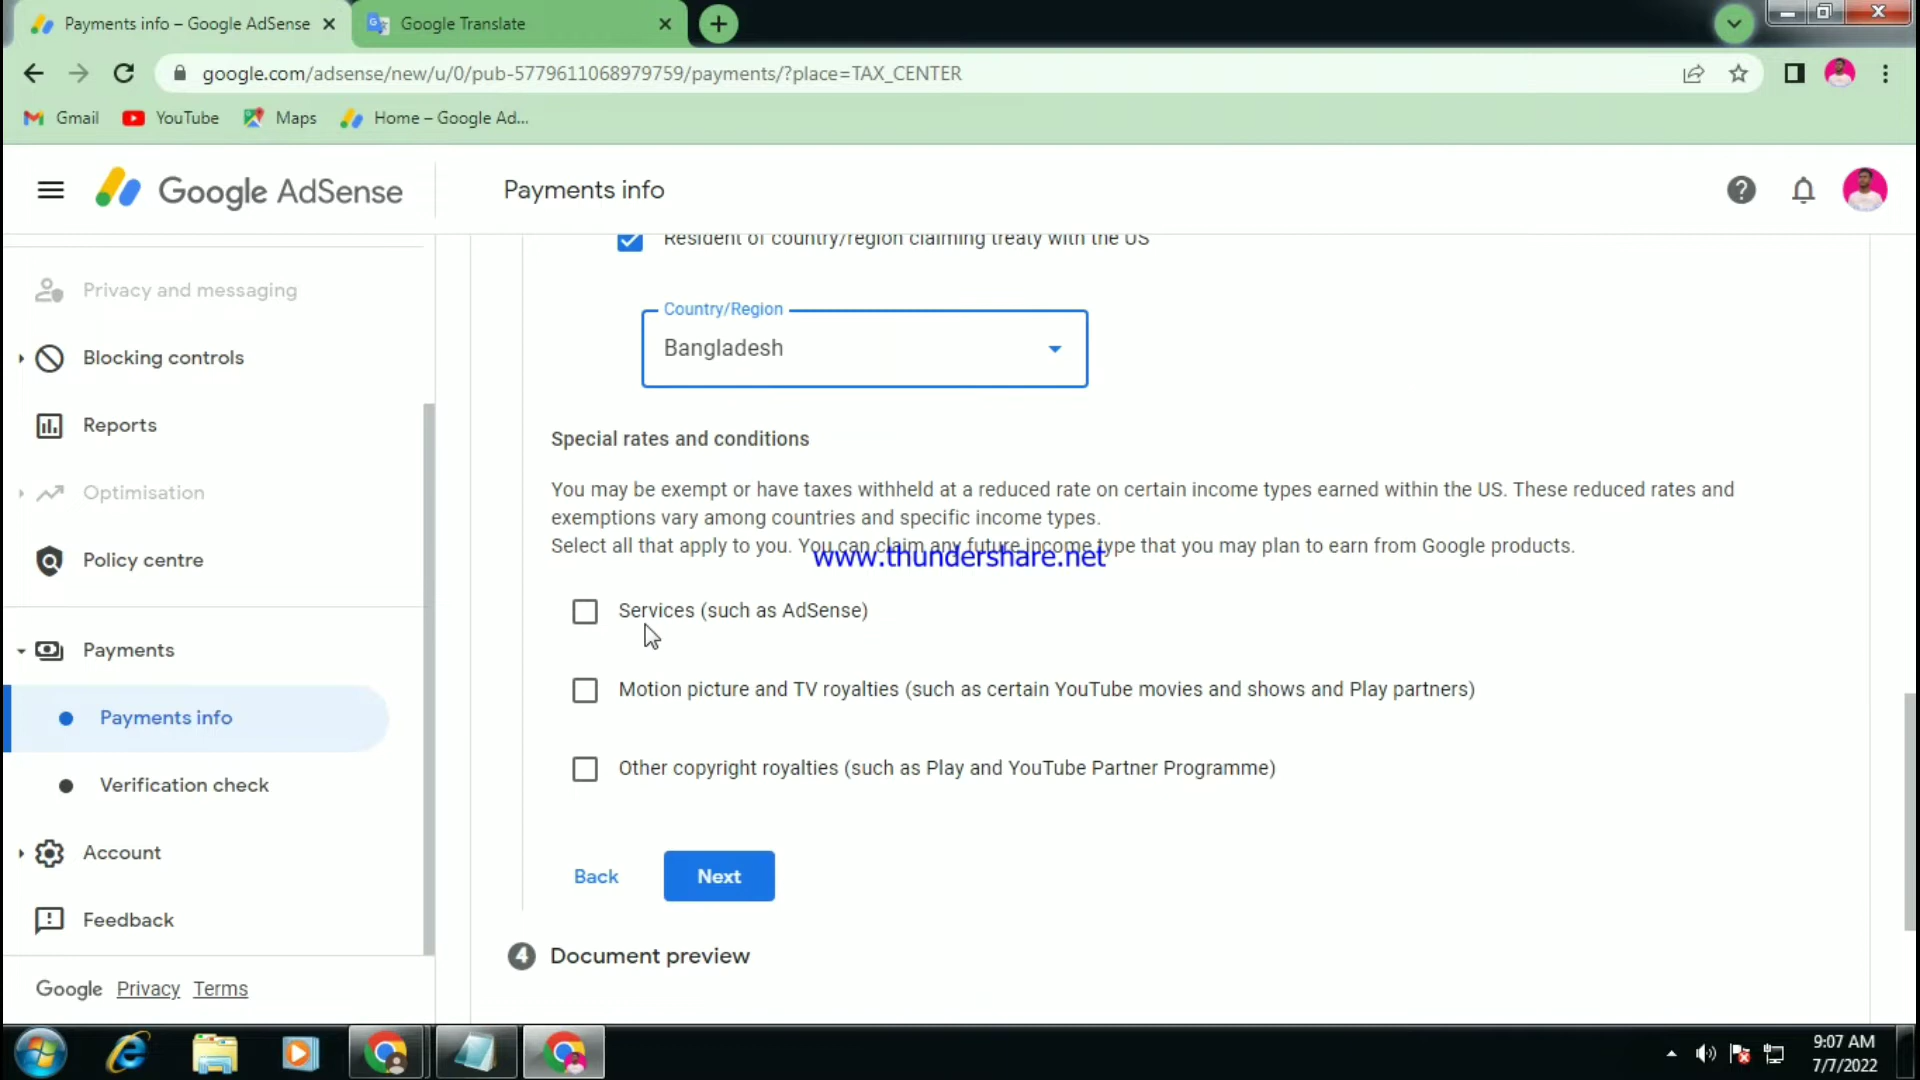 Payments info – Google AdSense
Google Translate
google.com/adsense/new/u/0/pub-5779611068979759/payments/?place=TAX_CENTER
Gmail
YouTube
Maps
Home – Google Ad...
Google AdSense
Payments info
Resident of country/region claiming treaty with the US
Privacy and messaging
Blocking controls
Reports
Optimisation
Policy centre
Payments
Payments info
Verification check
Account
Feedback
Google Privacy Terms
Country/Region
Bangladesh
Special rates and conditions
You may be exempt or have taxes withheld at a reduced rate on certain income types earned within the US. These reduced rates and
exemptions vary among countries and specific income types.
Select all that apply to you. You can claim any future income type that you may plan to earn from Google products.
www.thundershare.net
Services (such as AdSense)
Motion picture and TV royalties (such as certain YouTube movies and shows and Play partners)
Other copyright royalties (such as Play and YouTube Partner Programme)
Back
Next
4 Document preview
9:07 AM
7/7/2022